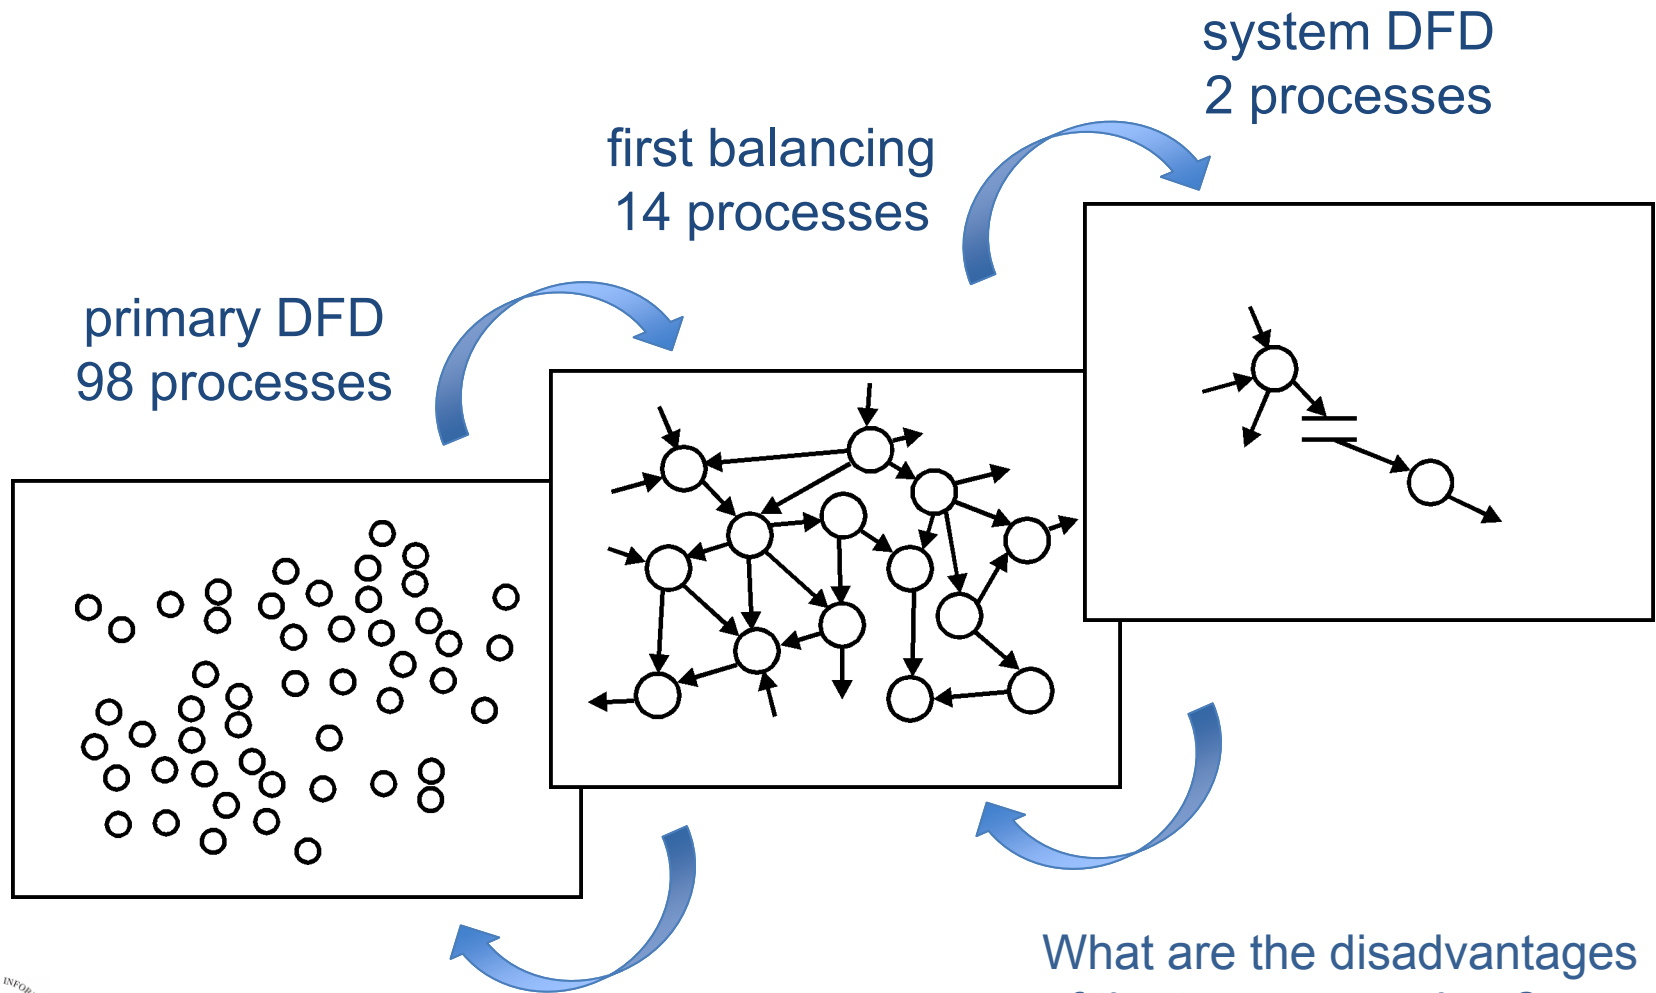 system DFD
2 processes
first balancing
14 processes
primary DFD
98 processes
What are the disadvantages